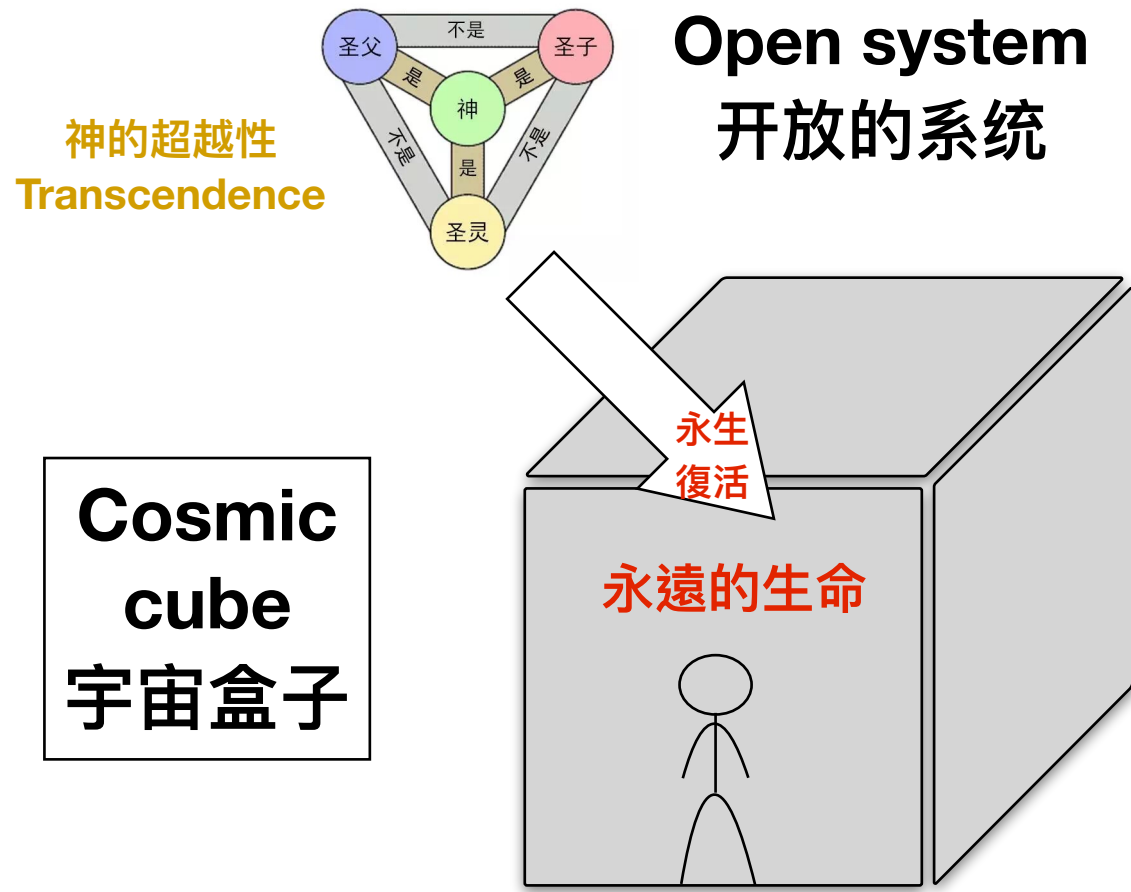 Open system
开放的系统
神的超越性
Transcendence
圣父
不是
圣子
是
是
神
不是
是
不是
圣灵
永生
復活
Cosmic
cube
宇宙盒子
永遠的生命